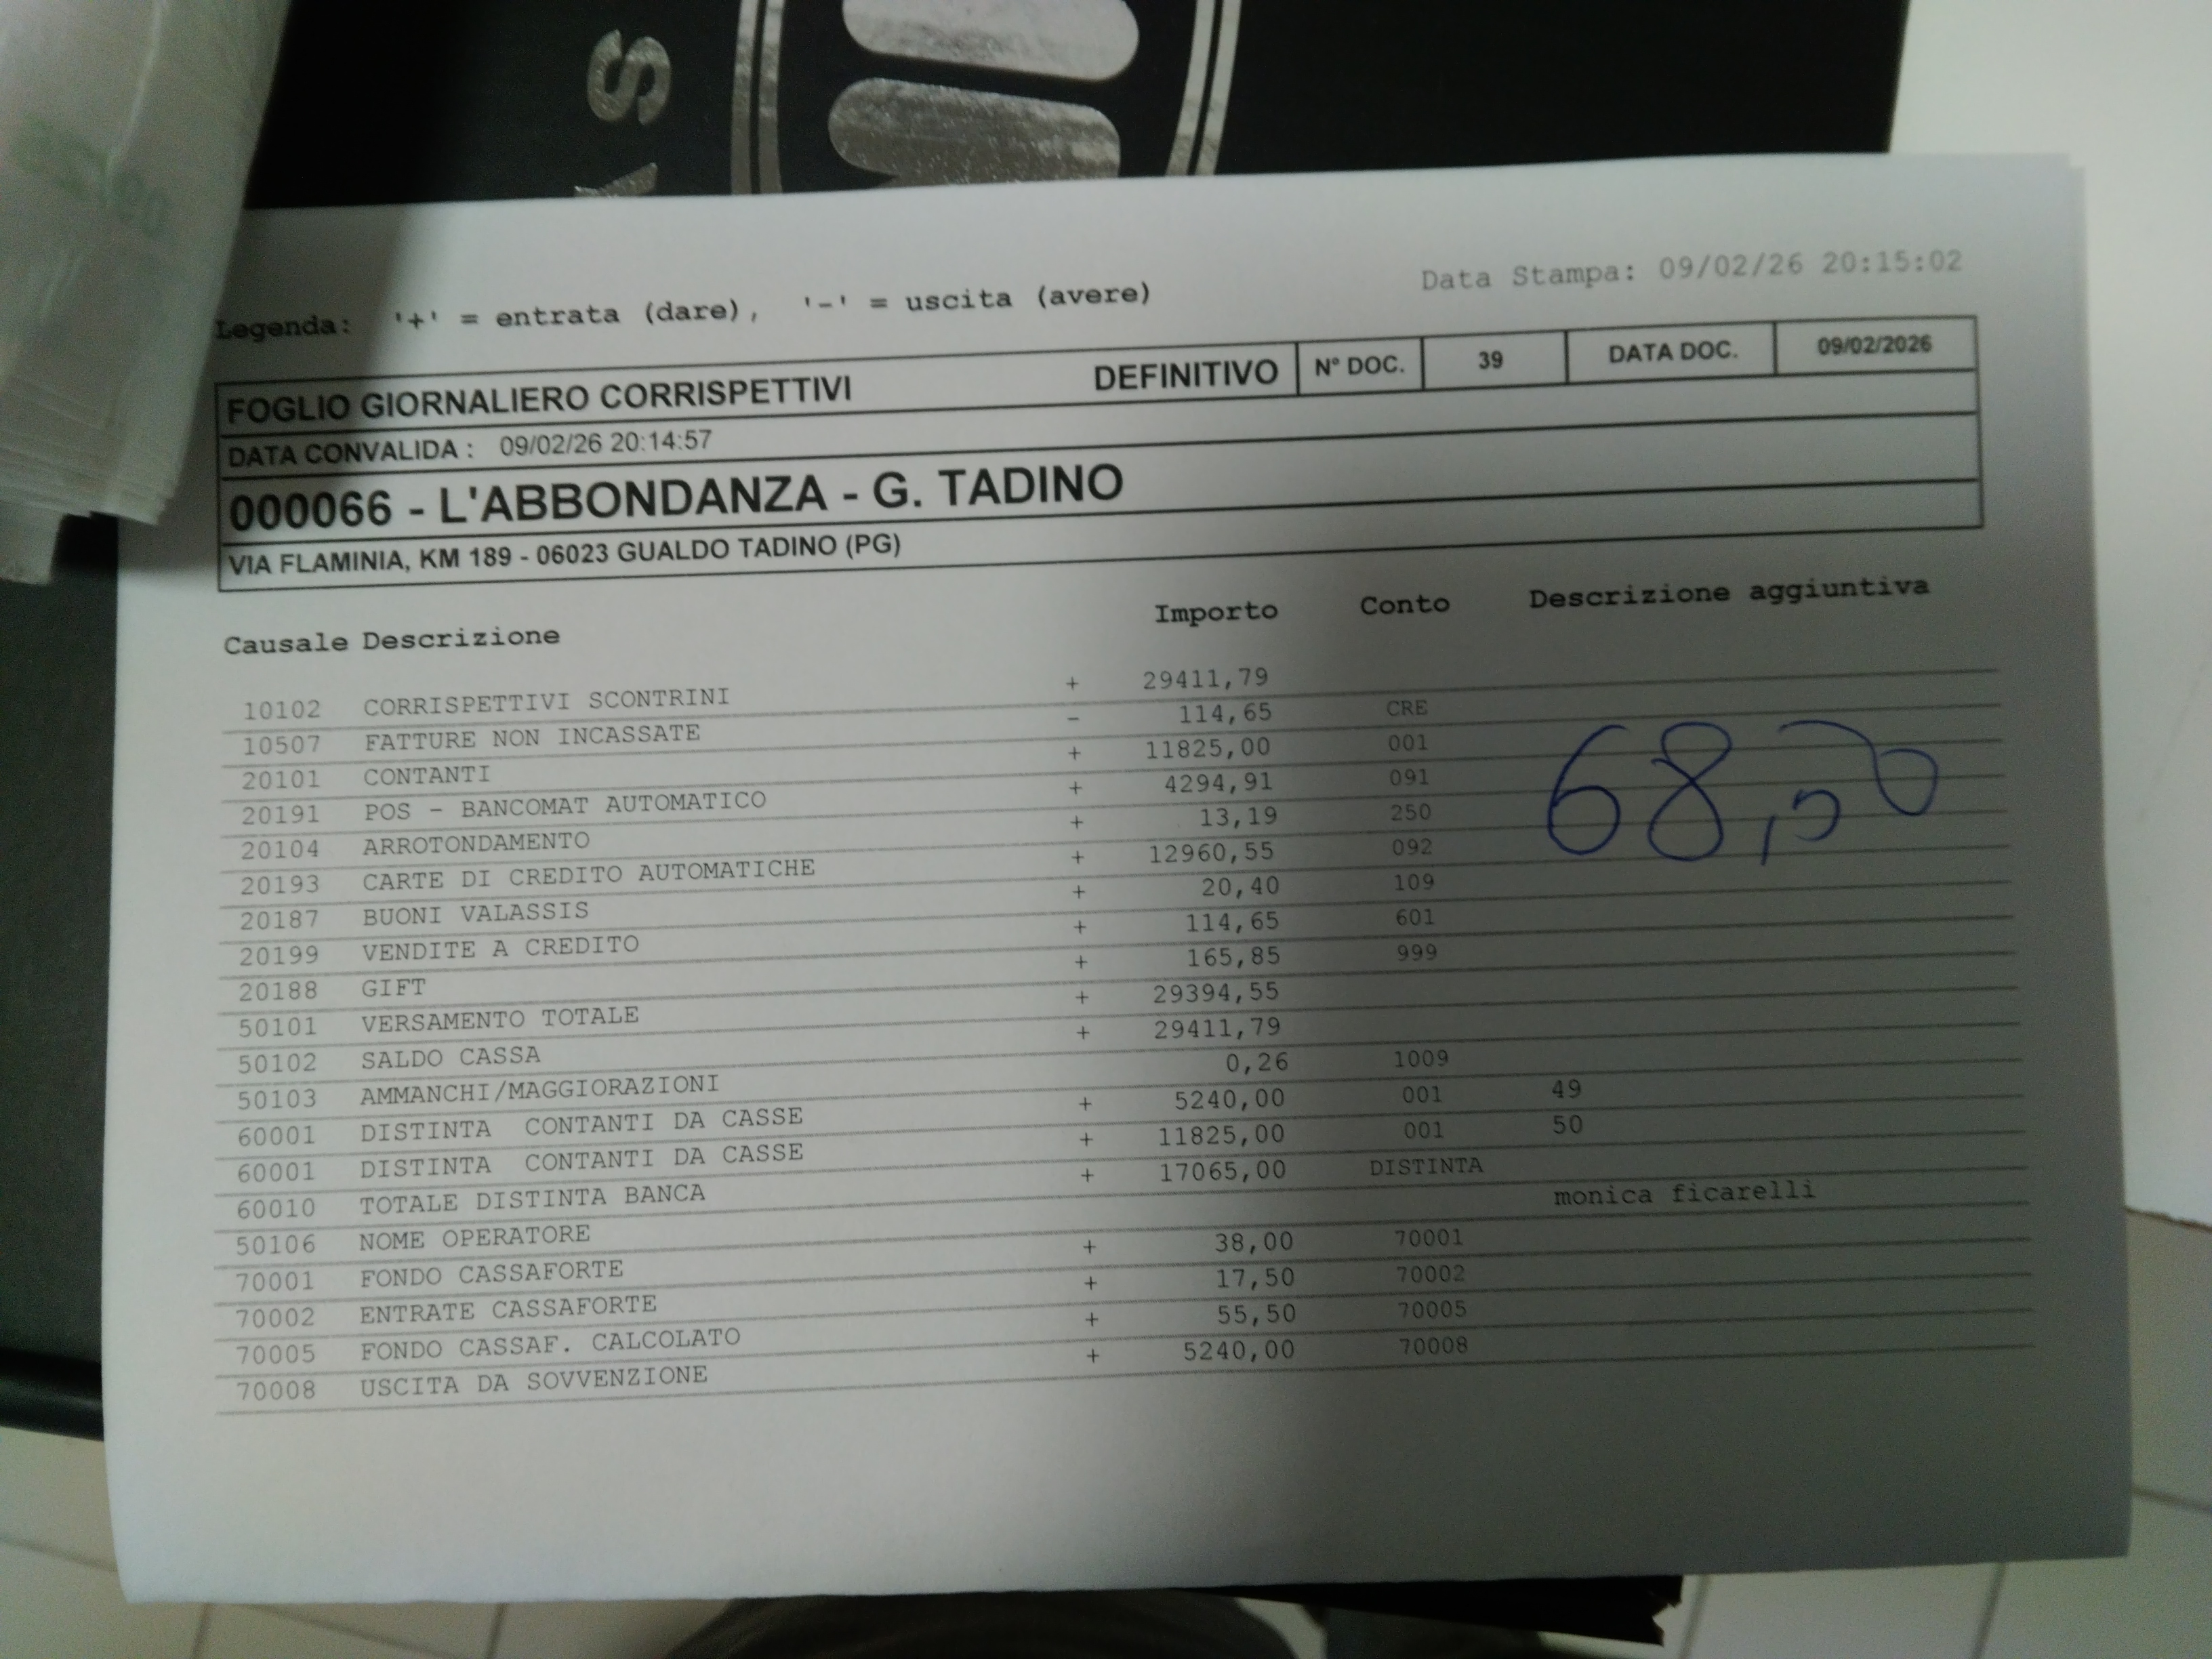 Data Stampa: 09/02/26 20:15:02
Legenda: '+' = entrata (dare), '-' = uscita (avere)
FOGLIO GIORNALIERO CORRISPETTIVI DEFINITIVO N° DOC. 39 DATA DOC. 09/02/2026
DATA CONVALIDA : 09/02/26 20:14:57
000066 - L'ABBONDANZA - G. TADINO
VIA FLAMINIA, KM 189 - 06023 GUALDO TADINO (PG)
Causale Descrizione Importo Conto Descrizione aggiuntiva
10102 CORRISPETTIVI SCONTRINI + 29411,79
10507 FATTURE NON INCASSATE - 114,65 CRE
20101 CONTANTI + 11825,00 001
20191 POS - BANCOMAT AUTOMATICO + 4294,91 091
20104 ARROTONDAMENTO + 13,19 250
20193 CARTE DI CREDITO AUTOMATICHE + 12960,55 092
20187 BUONI VALASSIS + 20,40 109
20199 VENDITE A CREDITO + 114,65 601
20188 GIFT + 165,85 999
50101 VERSAMENTO TOTALE + 29394,55
50102 SALDO CASSA + 29411,79
50103 AMMANCHI/MAGGIORAZIONI 0,26 1009
60001 DISTINTA CONTANTI DA CASSE + 5240,00 001 49
60001 DISTINTA CONTANTI DA CASSE + 11825,00 001 50
60010 TOTALE DISTINTA BANCA + 17065,00 DISTINTA
50106 NOME OPERATORE monica ficarelli
70001 FONDO CASSAFORTE + 38,00 70001
70002 ENTRATE CASSAFORTE + 17,50 70002
70005 FONDO CASSAF. CALCOLATO + 55,50 70005
70008 USCITA DA SOVVENZIONE + 5240,00 70008